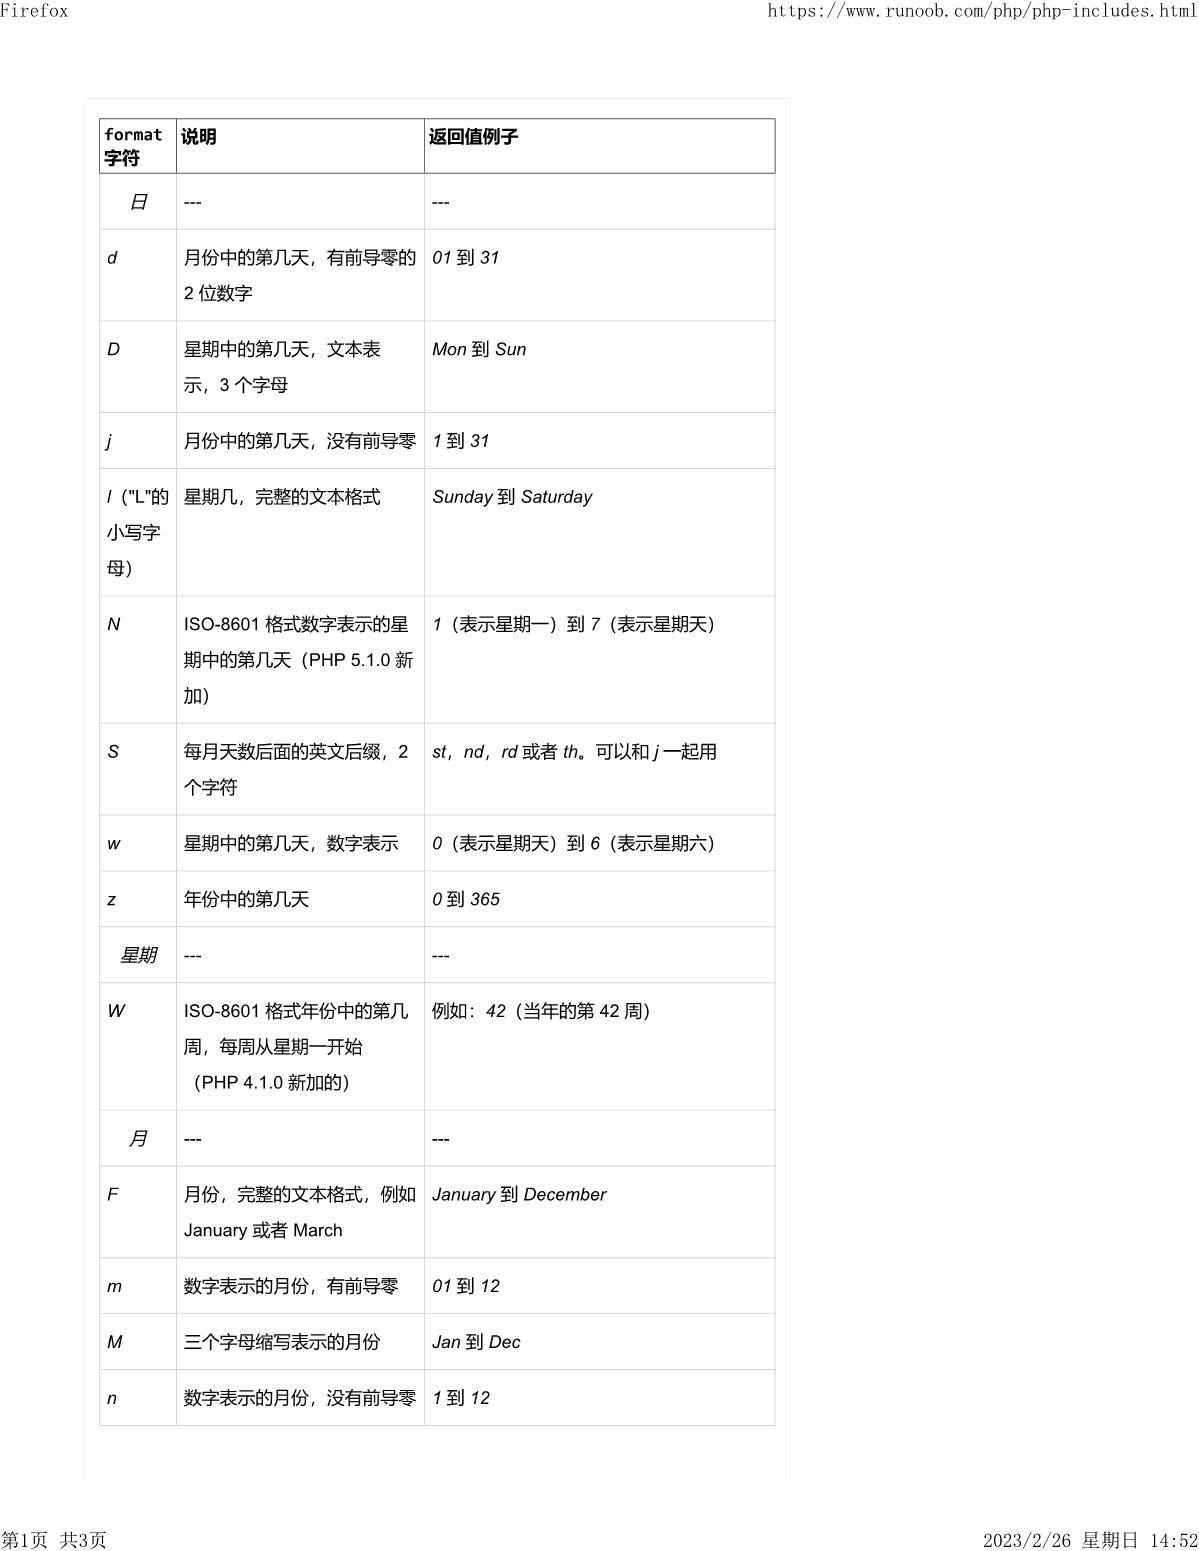 Firefox
https://www.runoob.com/php/php-includes.html
format
字符
说明
返回值例子
日
---
---
d
月份中的第几天，有前导零的
2 位数字
01 到 31
D
星期中的第几天，文本表
示，3 个字母
Mon 到 Sun
j
月份中的第几天，没有前导零
1 到 31
l（"L"的
小写字
母）
星期几，完整的文本格式
Sunday 到 Saturday
N
ISO-8601 格式数字表示的星
期中的第几天（PHP 5.1.0 新
加）
1（表示星期一）到 7（表示星期天）
S
每月天数后面的英文后缀，2
个字符
st，nd，rd 或者 th。可以和 j 一起用
w
星期中的第几天，数字表示
0（表示星期天）到 6（表示星期六）
z
年份中的第几天
0 到 365
星期
---
---
W
ISO-8601 格式年份中的第几
周，每周从星期一开始
（PHP 4.1.0 新加的）
例如：42（当年的第 42 周）
月
---
---
F
月份，完整的文本格式，例如
January 或者 March
January 到 December
m
数字表示的月份，有前导零
01 到 12
M
三个字母缩写表示的月份
Jan 到 Dec
n
数字表示的月份，没有前导零
1 到 12
第1页 共3页
2023/2/26 星期日 14:52